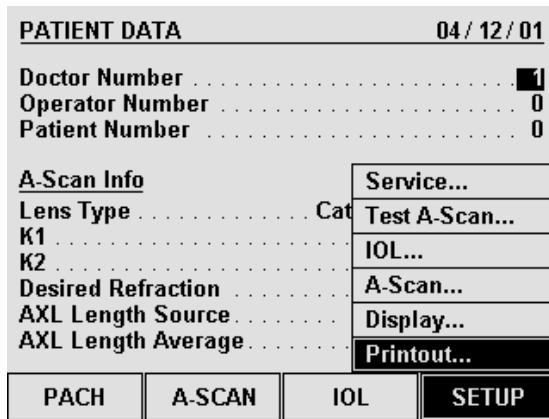 PATIENT DATA 04 / 12 / 01
Doctor Number . . . . . . . . . . . . . . . . . . . . . . . . 1
Operator Number . . . . . . . . . . . . . . . . . . . . . . 0
Patient Number . . . . . . . . . . . . . . . . . . . . . . . 0
A-Scan Info
Lens Type . . . . . . . . . . . . . Cat
K1 . . . . . . . . . . . . . . . . . . . . .
K2 . . . . . . . . . . . . . . . . . . . . .
Desired Refraction . . . . . . . .
AXL Length Source . . . . . . .
AXL Length Average . . . . . .
Service...
Test A-Scan...
IOL...
A-Scan...
Display...
Printout...
PACH A-SCAN IOL SETUP